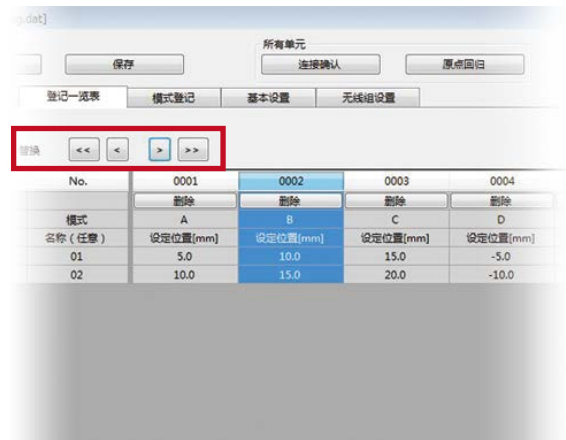 g.dat]
所有单元
保存 连接确认 原点回归
登记一览表 模式登记 基本设置 无线组设置
替换 << < > >>
No. 0001 0002 0003 0004
删除 删除 删除 删除
模式 A B C D
名称(任意) 设定位置[mm] 设定位置[mm] 设定位置[mm] 设定位置[mm]
01 5.0 10.0 15.0 -5.0
02 10.0 15.0 20.0 -10.0